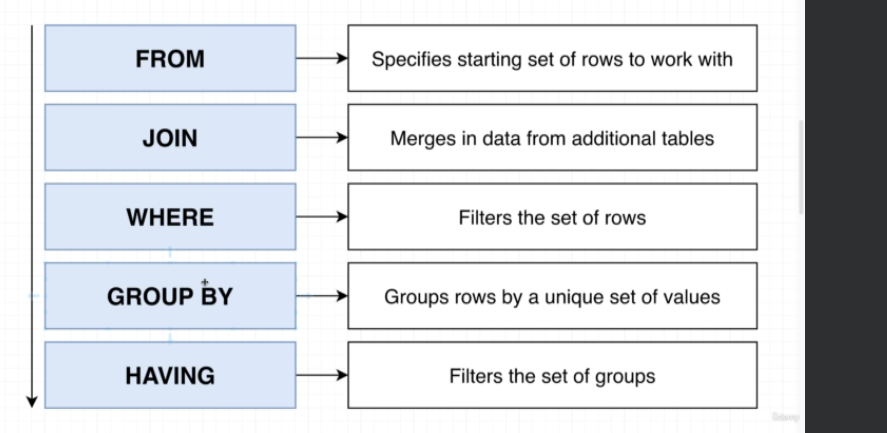 FROM
Specifies starting set of rows to work with
JOIN
Merges in data from additional tables
WHERE
Filters the set of rows
GROUP BY
Groups rows by a unique set of values
HAVING
Filters the set of groups
Udemy